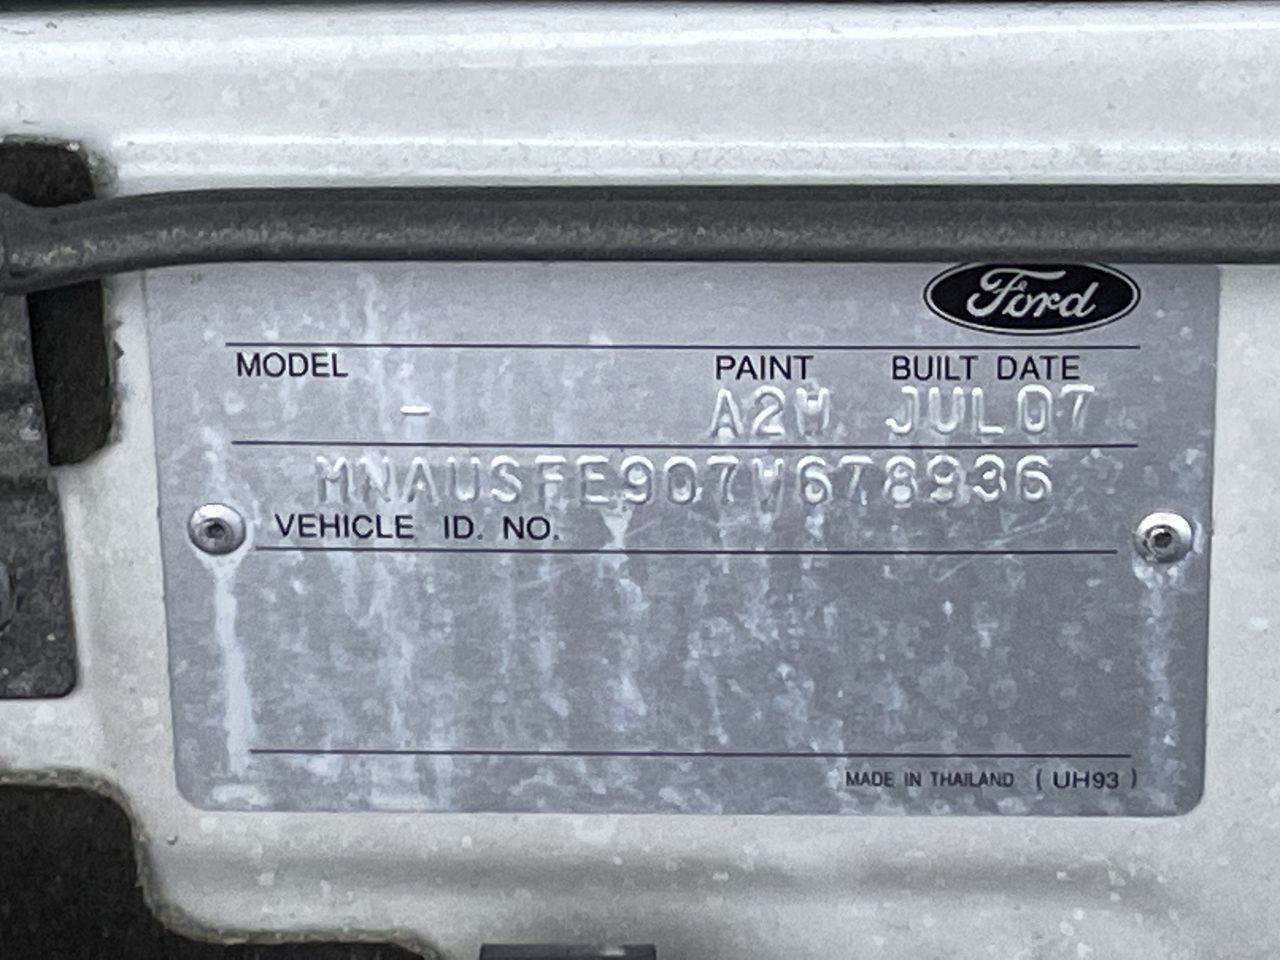 Ford
MODEL PAINT BUILT DATE
- A2W JUL07
MNAUSFE907W678936
VEHICLE ID. NO.
MADE IN THAILAND ( UH93 )